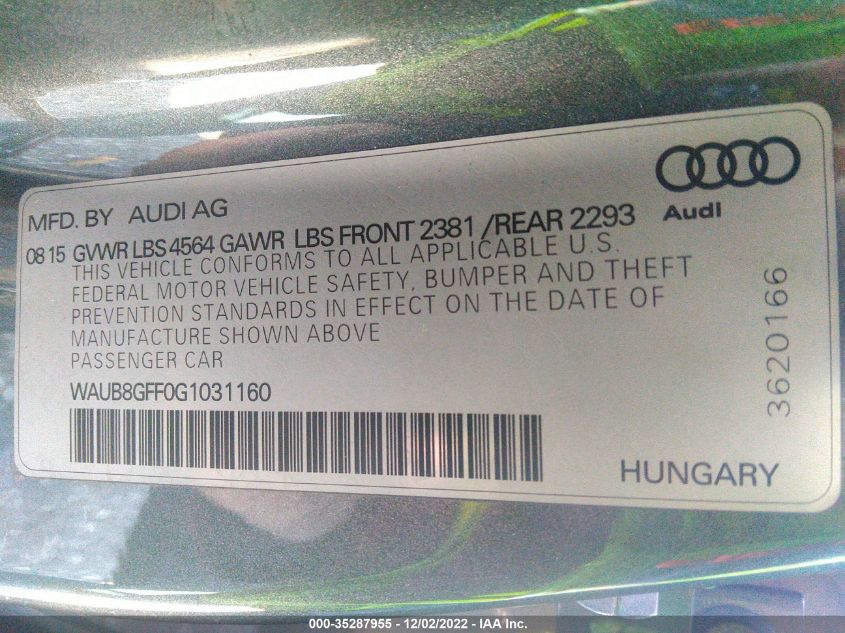 MFD. BY AUDI AG
Audi
08 15 GVWR LBS 4564 GAWR LBS FRONT 2381 /REAR 2293
THIS VEHICLE CONFORMS TO ALL APPLICABLE U.S.
FEDERAL MOTOR VEHICLE SAFETY, BUMPER AND THEFT
PREVENTION STANDARDS IN EFFECT ON THE DATE OF
MANUFACTURE SHOWN ABOVE
PASSENGER CAR
WAUB8GFF0G1031160
3620166
HUNGARY
000-35287955 - 12/02/2022 - IAA Inc.